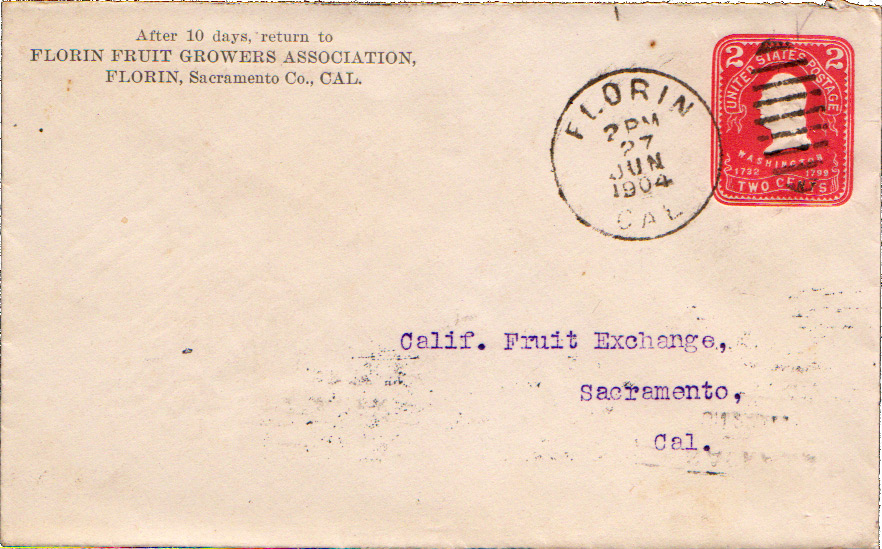 After 10 days, return to
FLORIN FRUIT GROWERS ASSOCIATION,
FLORIN, Sacramento Co., CAL.
FLORIN
2 PM
27
JUN
1904
CAL
2 2
UNITED STATES POSTAGE
WASHINGTON
1732 1799
TWO CENTS
Calif. Fruit Exchange,
Sacramento,
Cal.